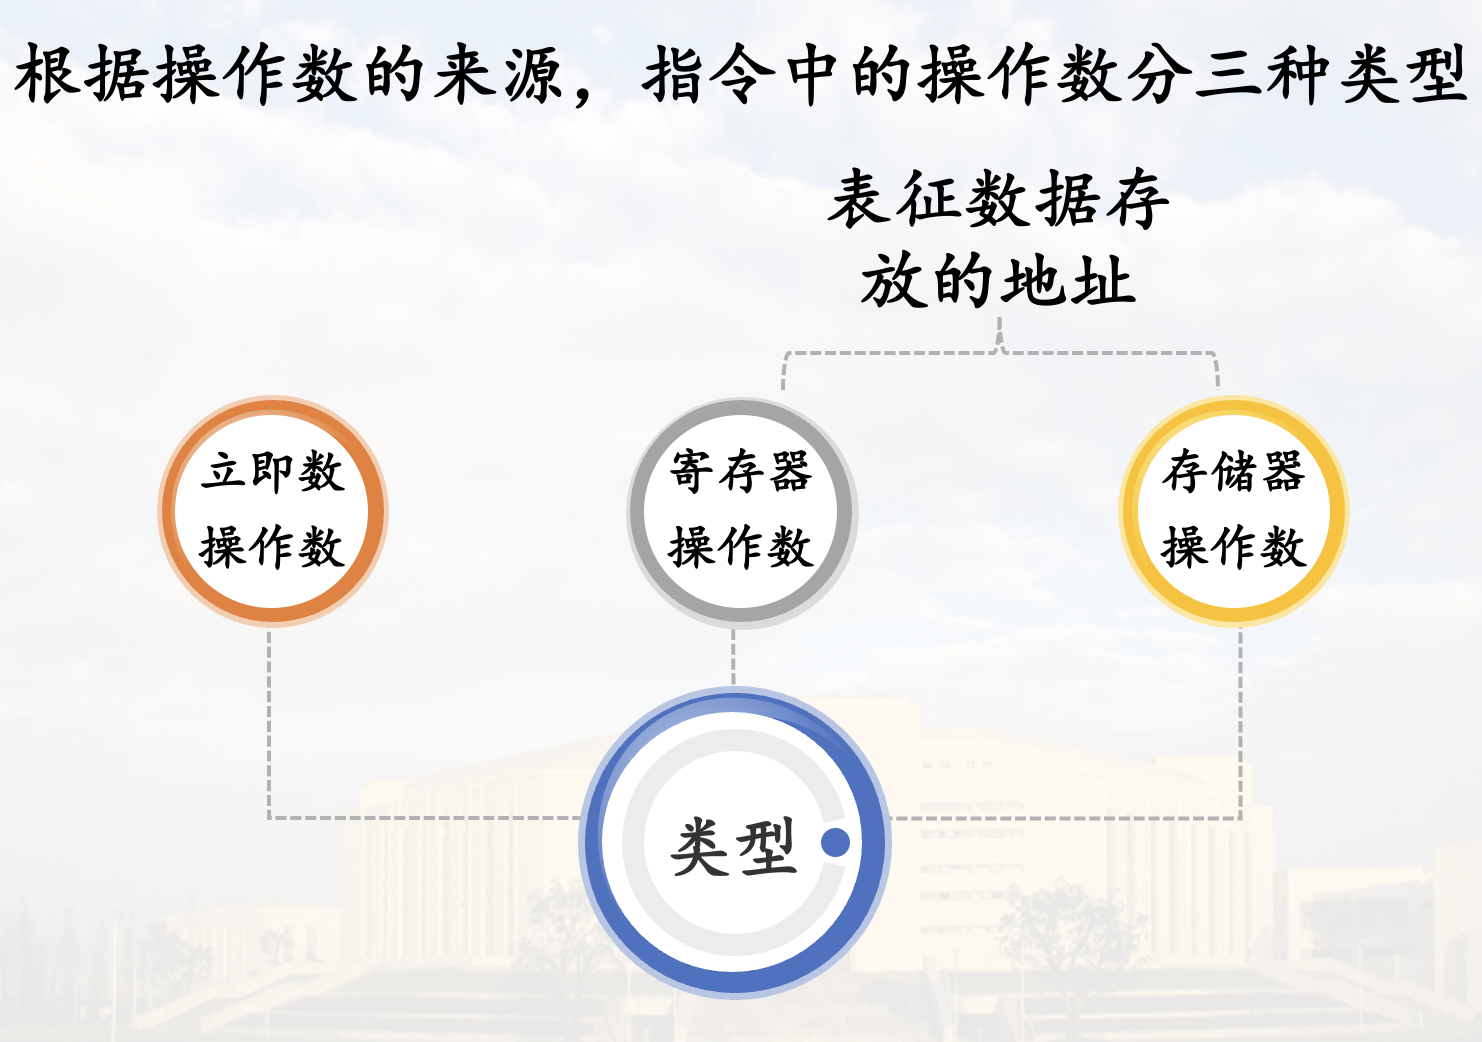 根据操作数的来源，指令中的操作数分三种类型
表征数据存
放的地址
立即数
操作数
寄存器
操作数
存储器
操作数
类型